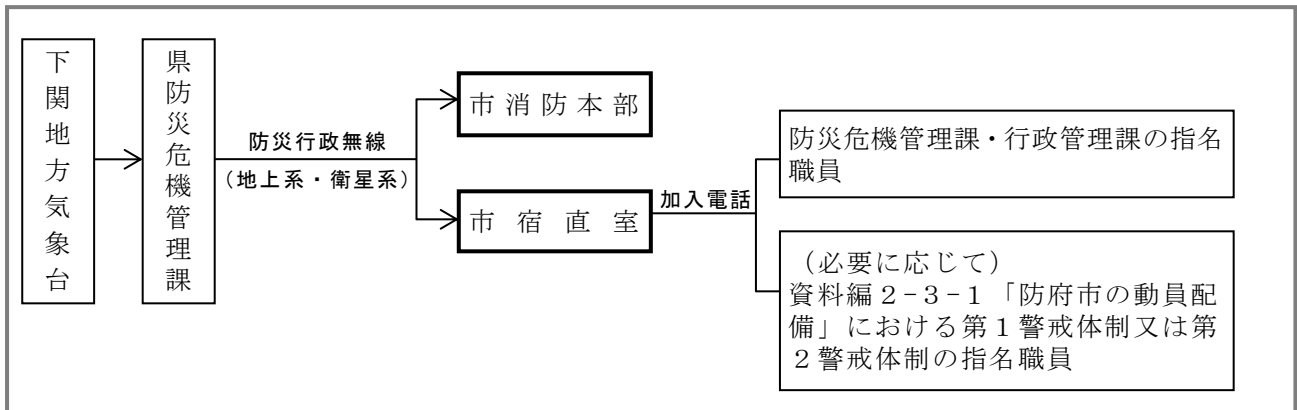 下関地方気象台
県防災危機管理課
防災行政無線
(地上系・衛星系)
市消防本部
市宿直室
加入電話
防災危機管理課・行政管理課の指名
職員
(必要に応じて)
資料編2-3-1「防府市の動員配
備」における第1警戒体制又は第
2警戒体制の指名職員